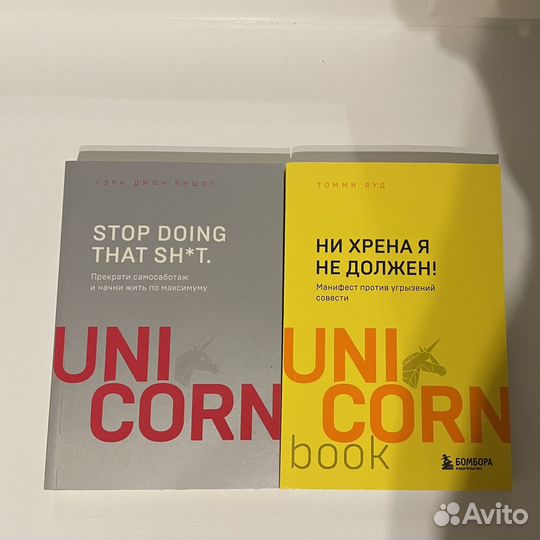 ГЭРИ ДЖОН БИШОП
STOP DOING
THAT SH*T.
Прекрати самосаботаж
и начни жить по максимуму
UNI
CORN
ТОММИ ЯУД
НИ ХРЕНА Я
НЕ ДОЛЖЕН!
Манифест против угрызений
совести
UNI
CORN
book
БОМБОРА
ИЗДАТЕЛЬСТВО
Avito